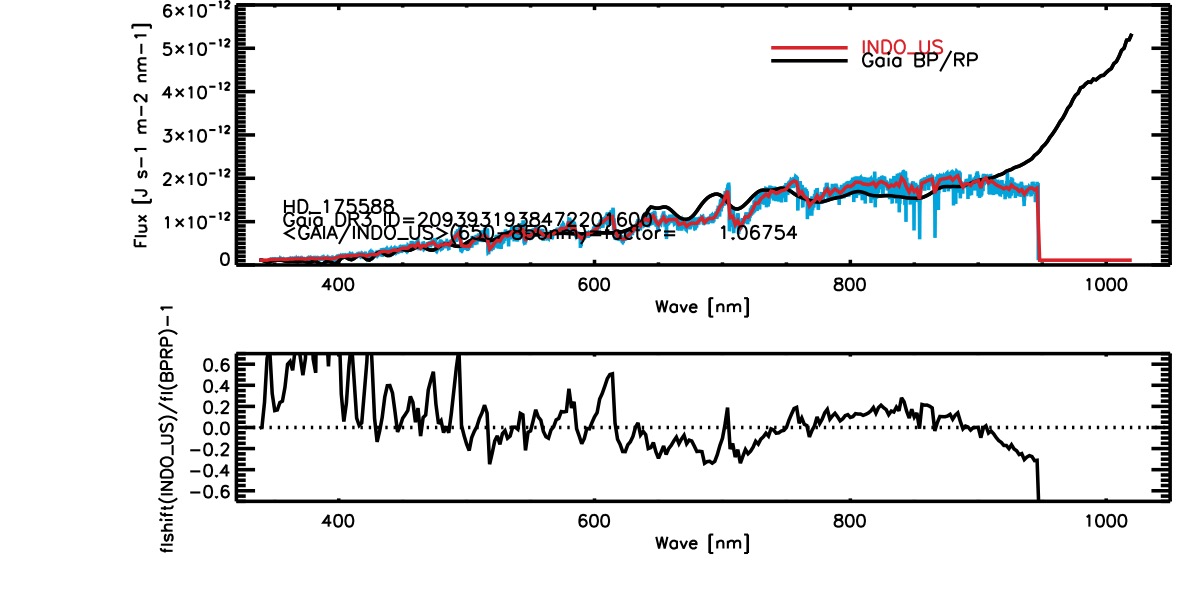 6×10−12
5×10−12
4×10−12
3×10−12
2×10−12
1×10−12
0
Flux [J s−1 m−2 nm−1]
INDO_US
Gaia BP/RP
HD_175588
Gaia DR3_ID=2093931938472201600
<GAIA/INDO_US>(650−850nm)=factor= 1.06754
400 600 800 1000
Wave [nm]
0.6
0.4
0.2
0.0
−0.2
−0.4
−0.6
flshift(INDO_US)/fl(BPRP)−1
400 600 800 1000
Wave [nm]